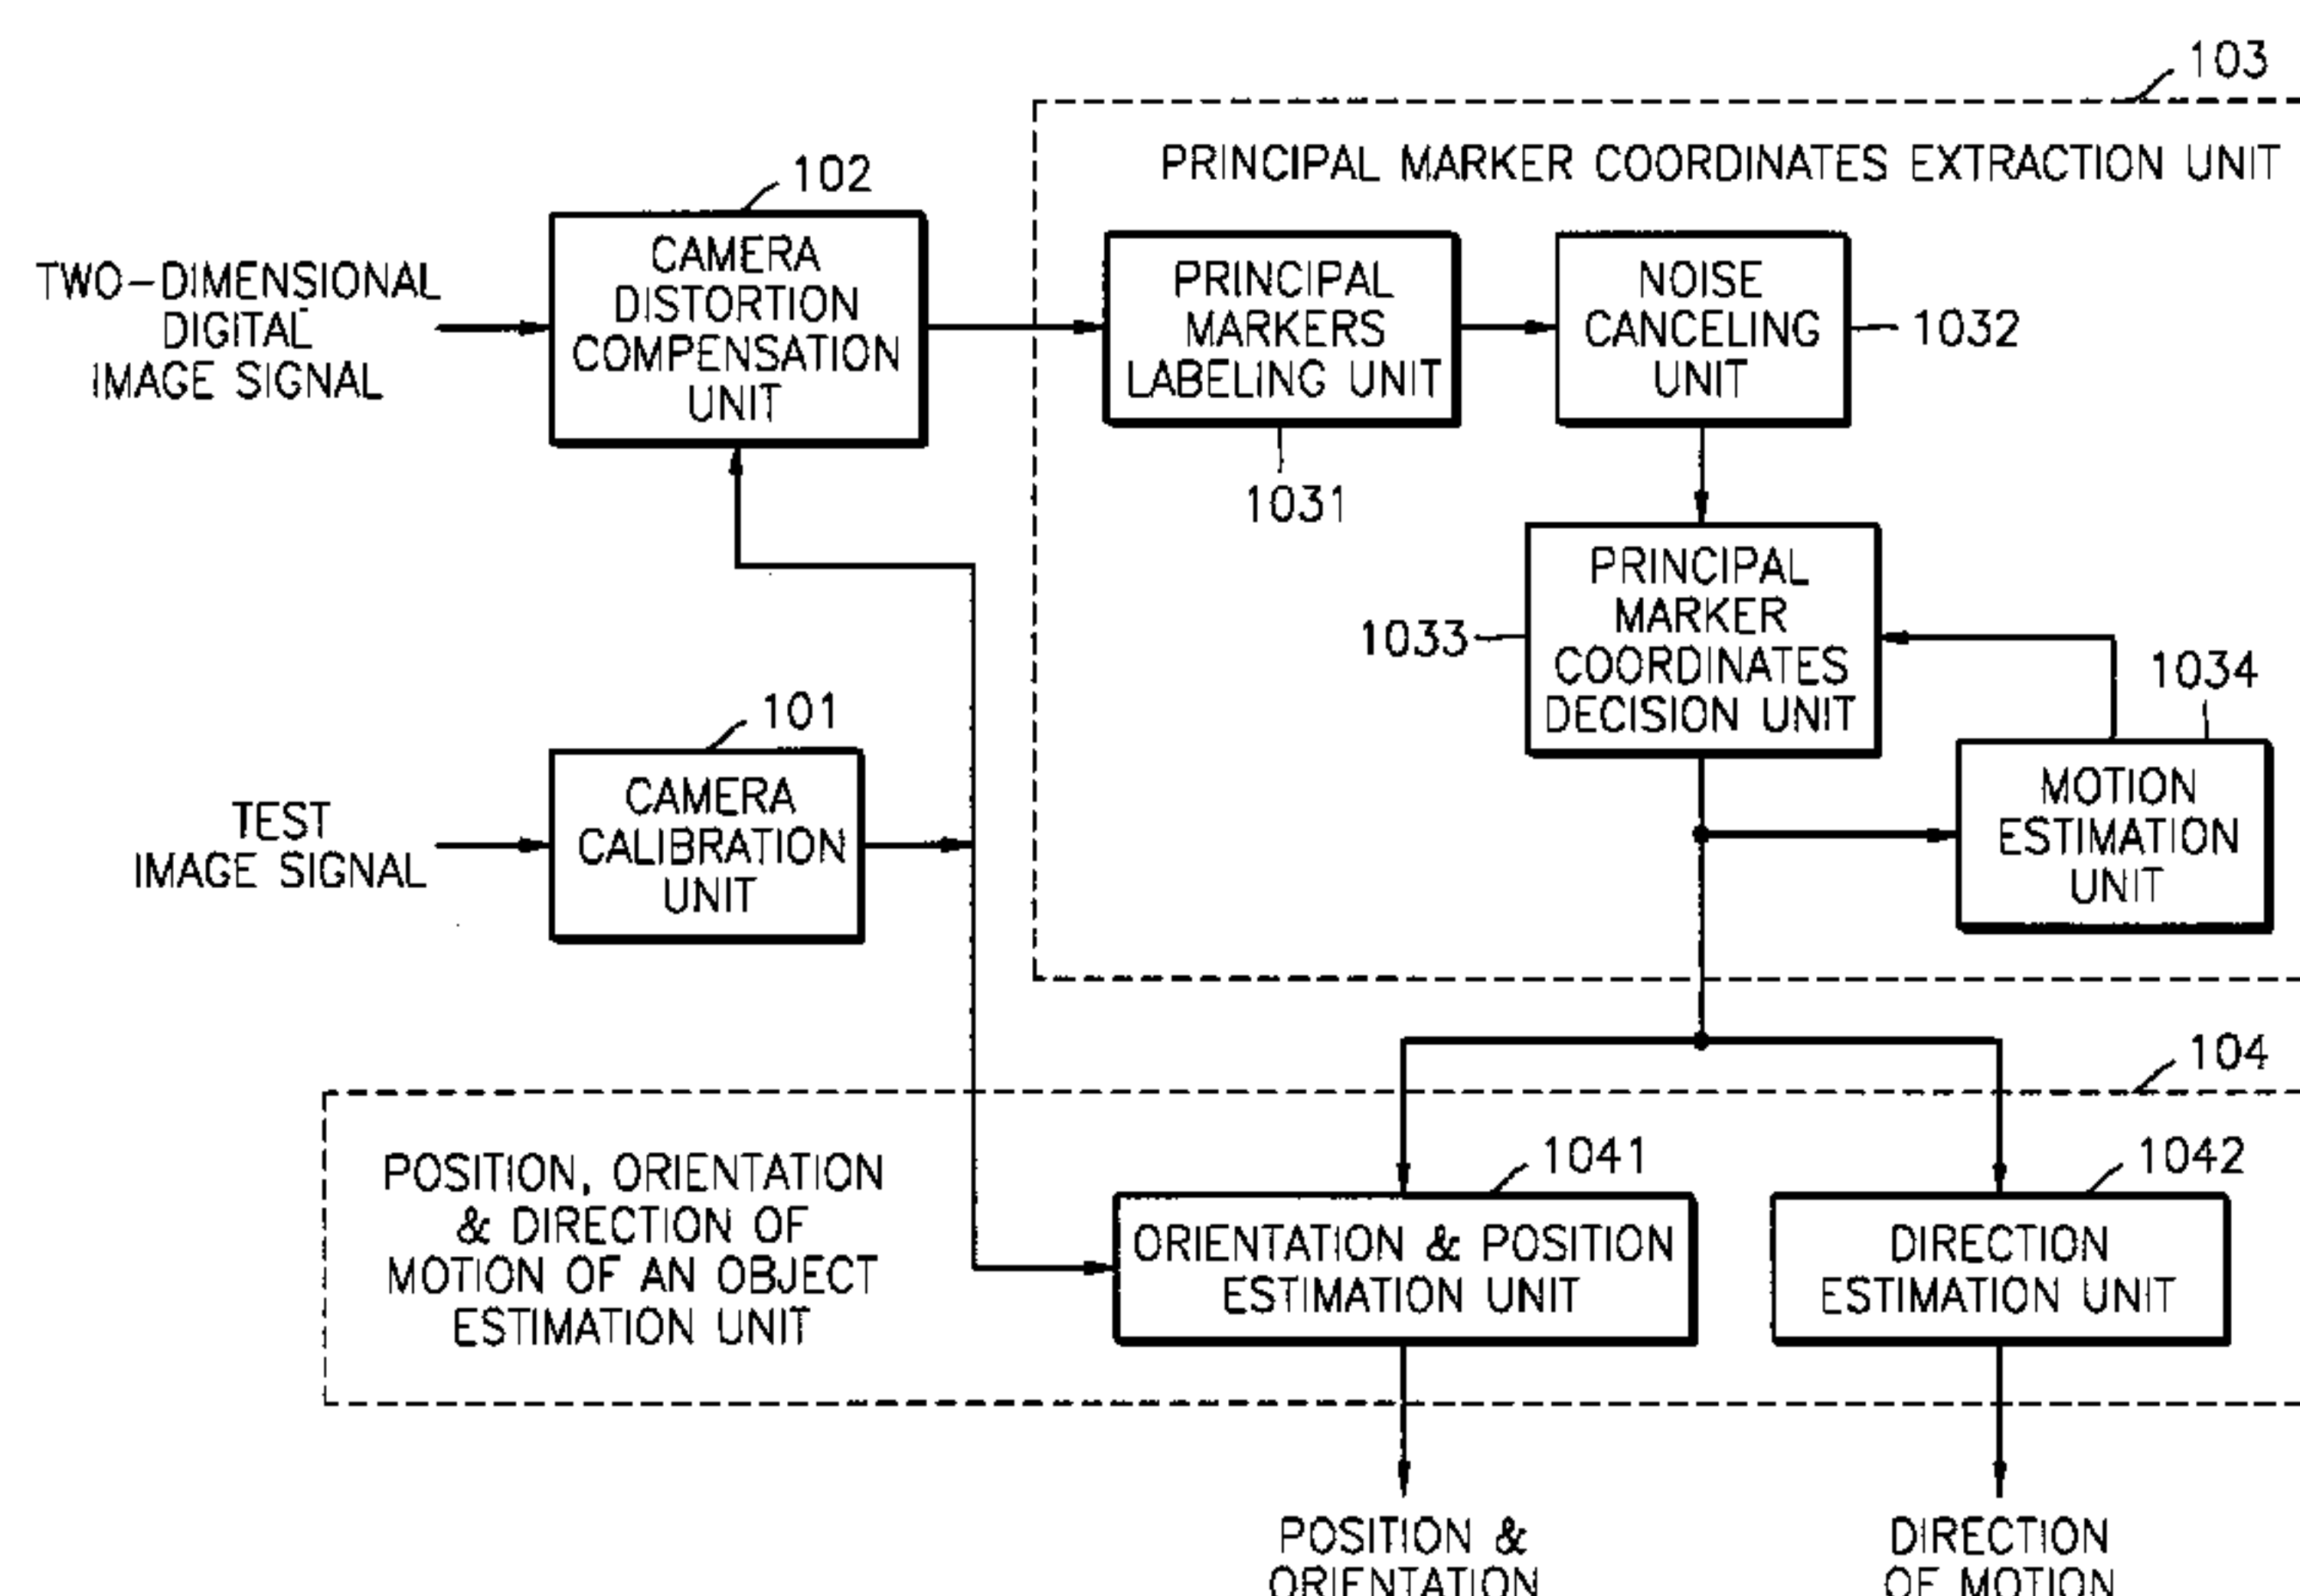 103
PRINCIPAL MARKER COORDINATES EXTRACTION UNIT
102
CAMERA
DISTORTION
COMPENSATION
UNIT
TWO-DIMENSIONAL
DIGITAL
IMAGE SIGNAL
PRINCIPAL
MARKERS
LABELING UNIT
1031
NOISE
CANCELING
UNIT
1032
PRINCIPAL
MARKER
COORDINATES
DECISION UNIT
1033
1034
MOTION
ESTIMATION
UNIT
101
CAMERA
CALIBRATION
UNIT
TEST
IMAGE SIGNAL
104
POSITION, ORIENTATION
& DIRECTION OF
MOTION OF AN OBJECT
ESTIMATION UNIT
1041
ORIENTATION & POSITION
ESTIMATION UNIT
1042
DIRECTION
ESTIMATION UNIT
POSITION &
ORIENTATION
DIRECTION
OF MOTION